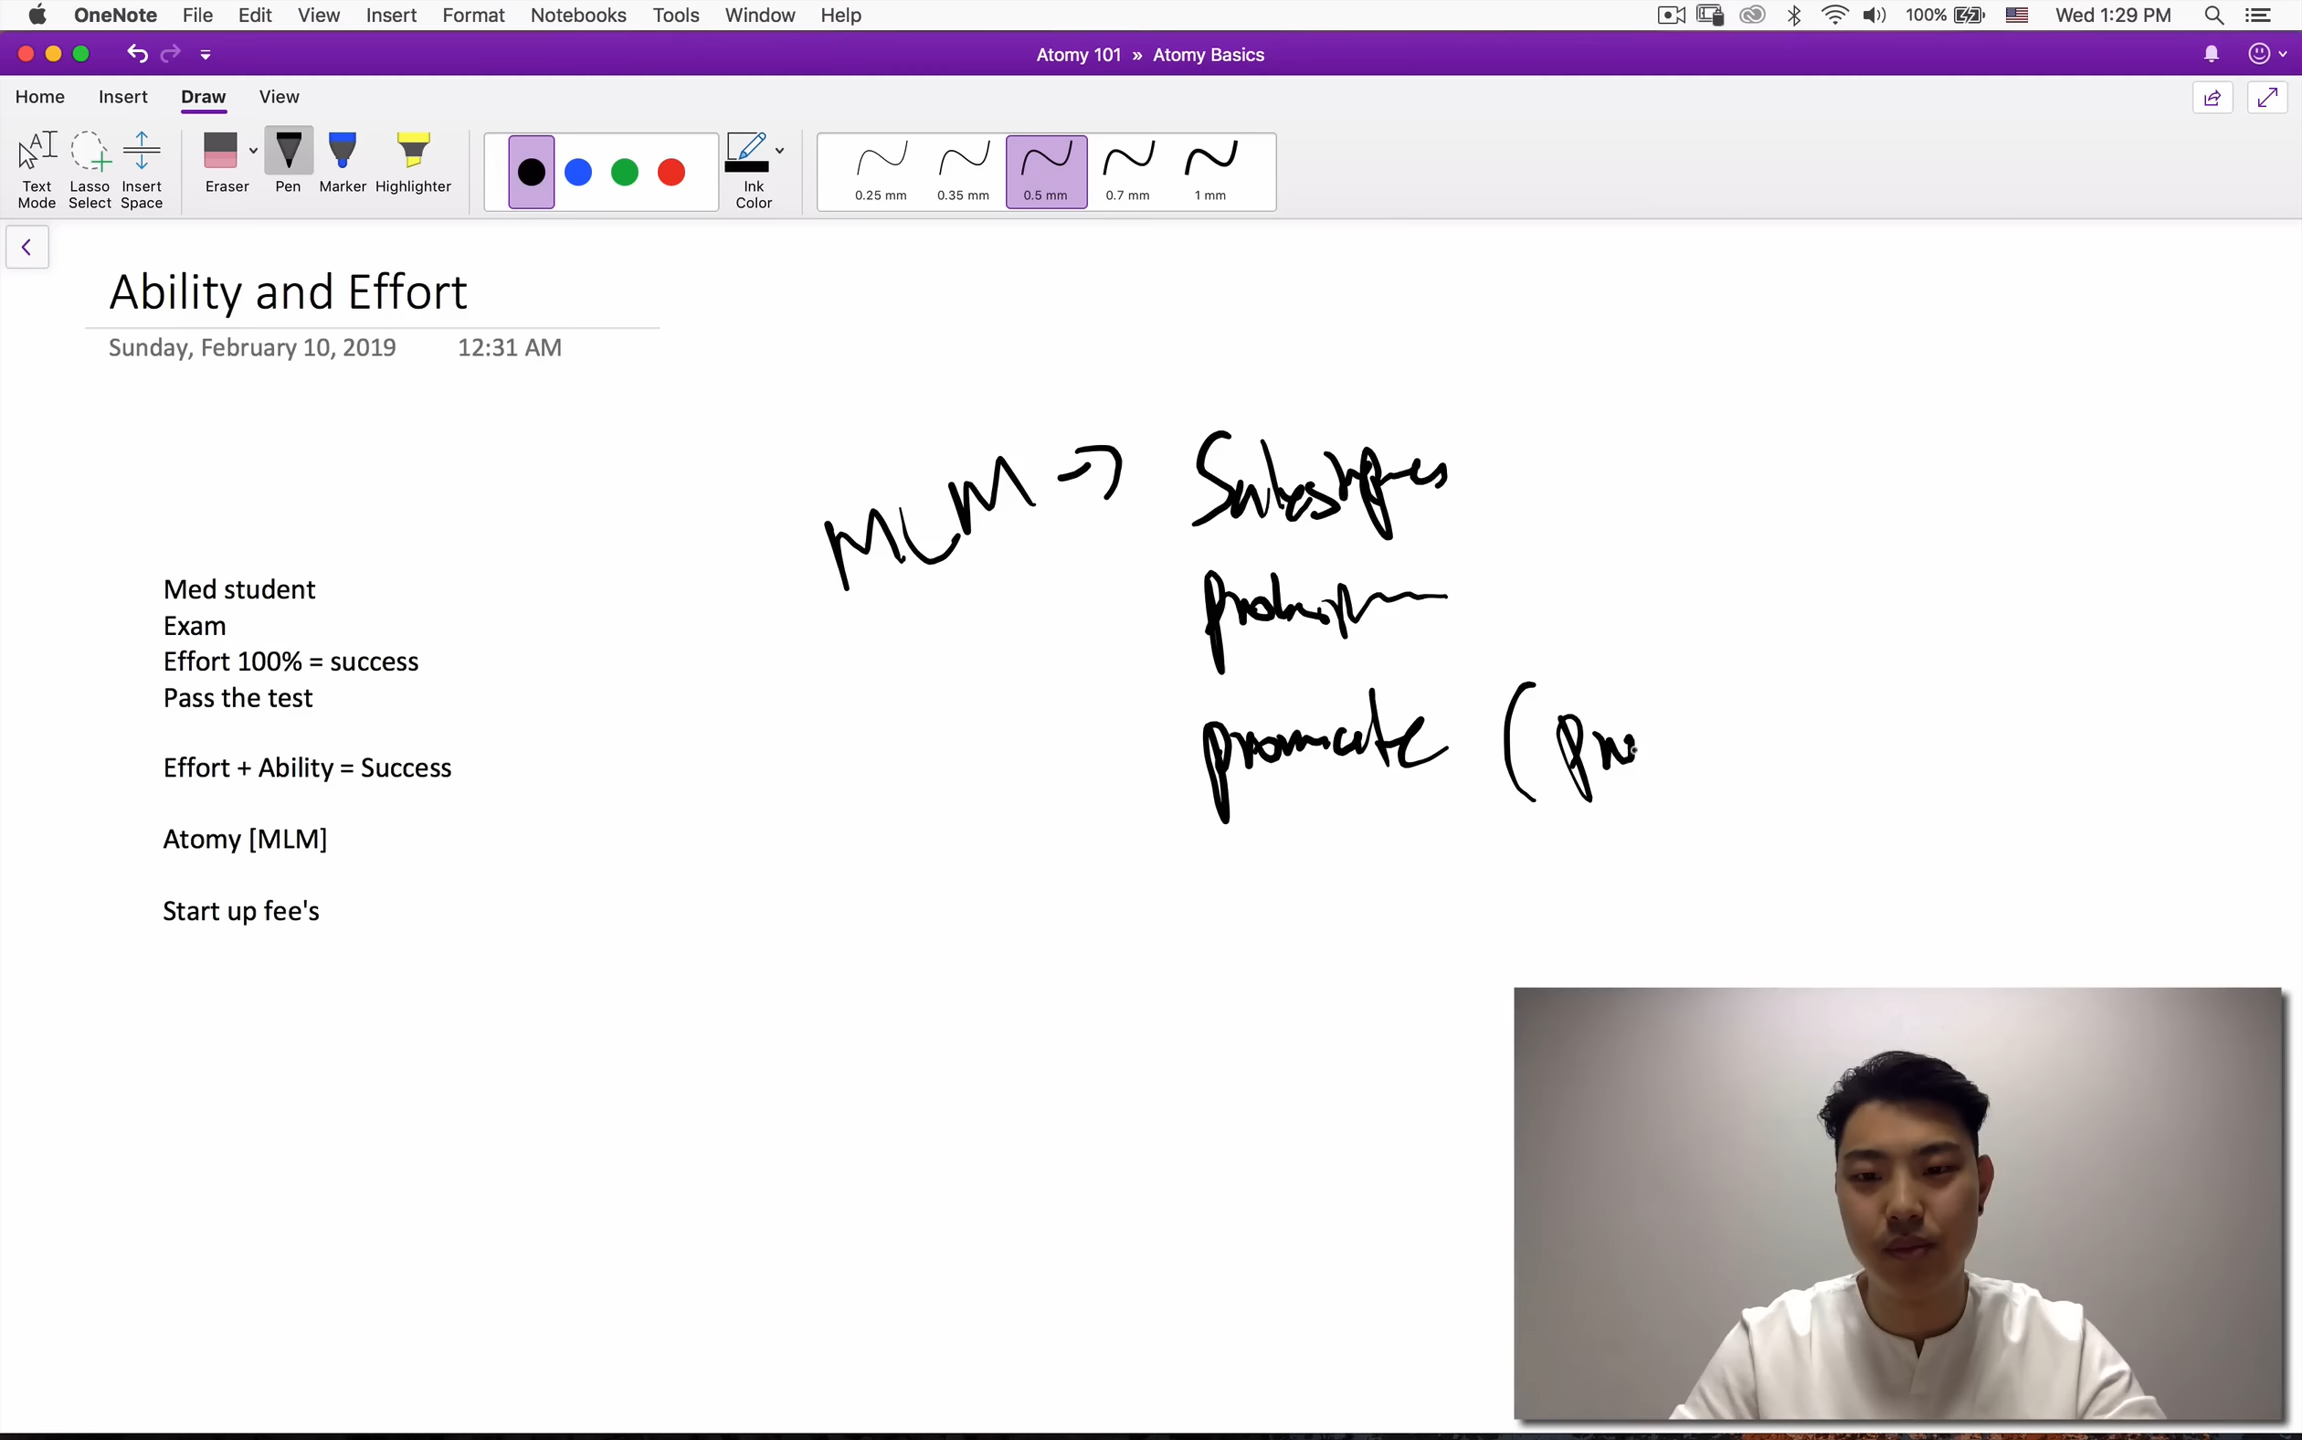 OneNote File Edit View Insert Format Notebooks Tools Window Help 100% Wed 1:29 PM
Atomy 101 » Atomy Basics
Home Insert Draw View
Text Mode Lasso Select Insert Space Eraser Pen Marker Highlighter Ink Color 0.25 mm 0.35 mm 0.5 mm 0.7 mm 1 mm
Ability and Effort
Sunday, February 10, 2019 12:31 AM
MLM →
Med student
Exam
Effort 100% = success
Pass the test
Effort + Ability = Success
Atomy [MLM]
Start up fee's